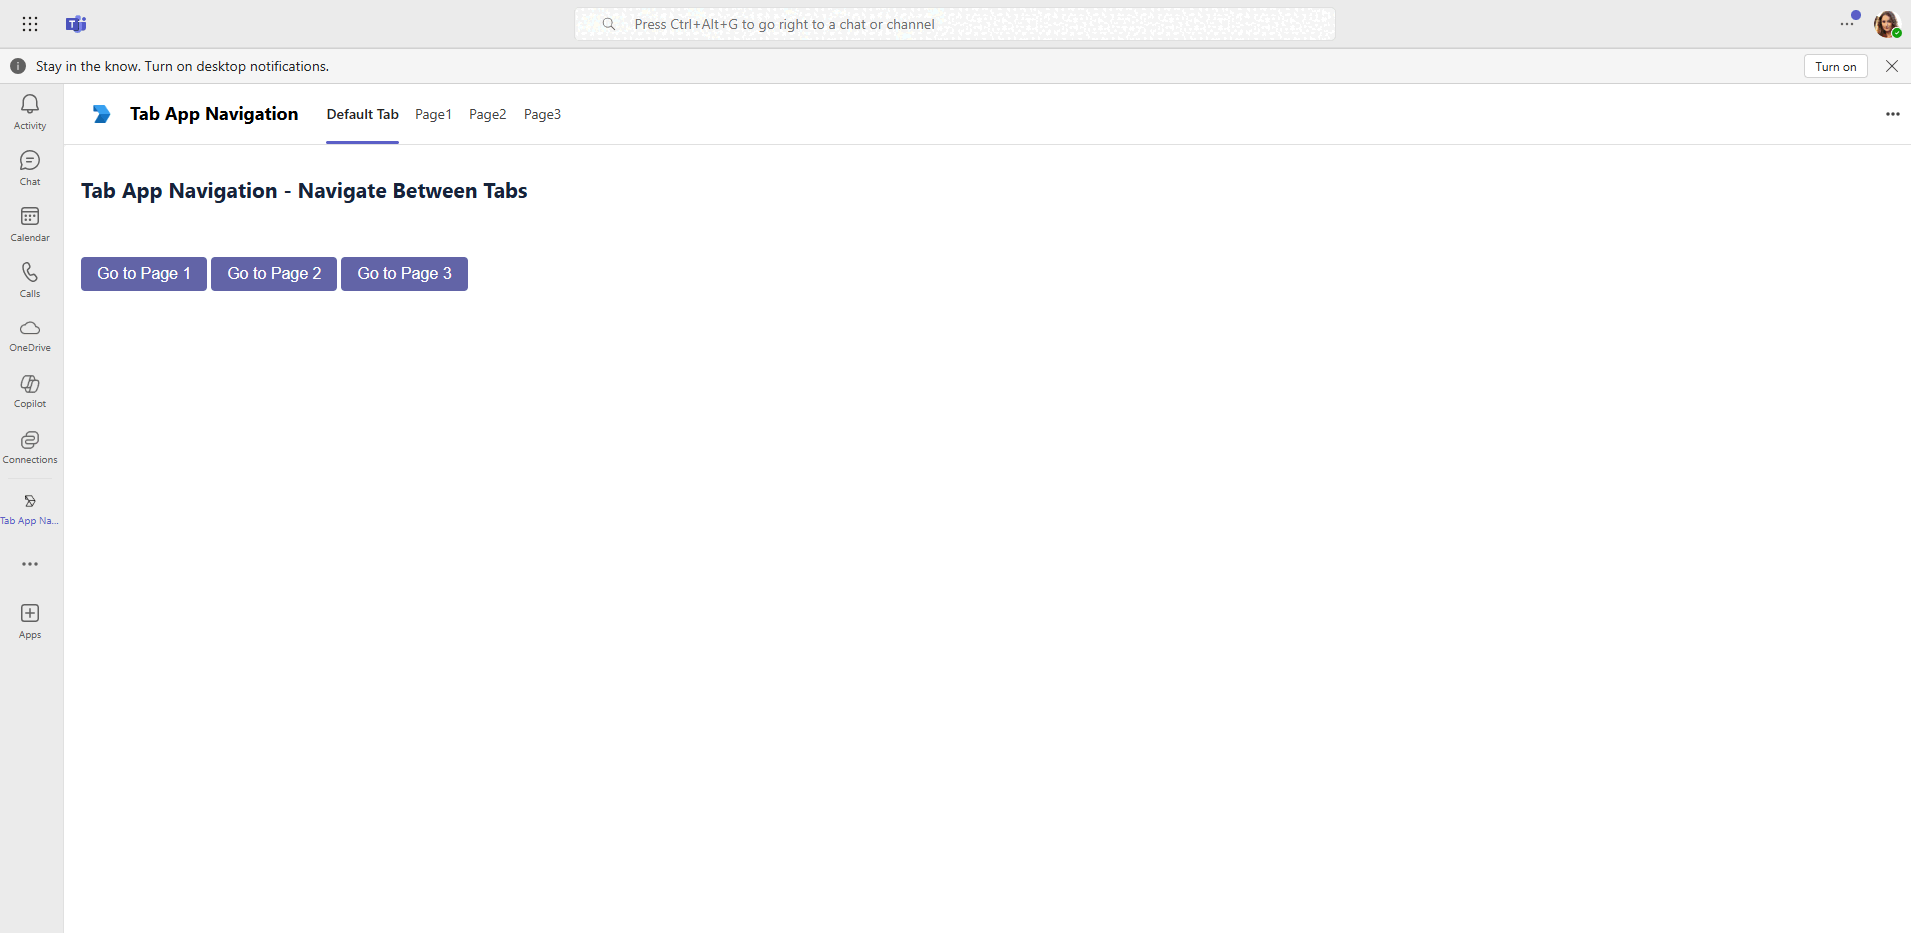 Press Ctrl+Alt+G to go right to a chat or channel
Stay in the know. Turn on desktop notifications.
Turn on
Activity
Chat
Calendar
Calls
OneDrive
Copilot
Connections
Tab App Na...
Apps
Tab App Navigation
Default Tab Page1 Page2 Page3
Tab App Navigation - Navigate Between Tabs
Go to Page 1 Go to Page 2 Go to Page 3